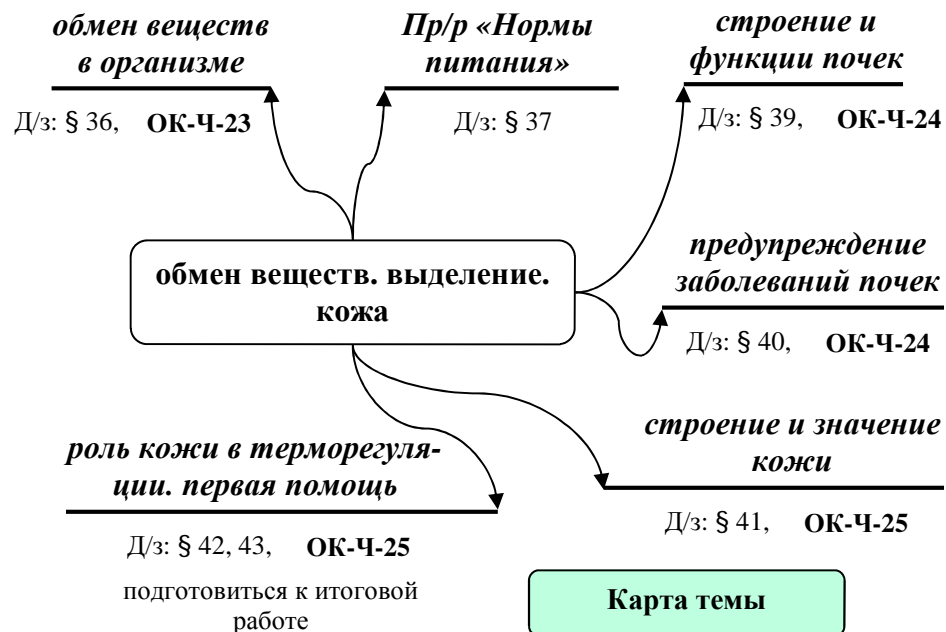 обмен веществ
в организме
Д/з: § 36, ОК-Ч-23
Пр/р «Нормы
питания»
Д/з: § 37
строение и
функции почек
Д/з: § 39, ОК-Ч-24
обмен веществ. выделение.
кожа
предупреждение
заболеваний почек
Д/з: § 40, ОК-Ч-24
роль кожи в терморегуля-
ции. первая помощь
Д/з: § 42, 43, ОК-Ч-25
подготовиться к итоговой
работе
строение и значение
кожи
Д/з: § 41, ОК-Ч-25
Карта темы